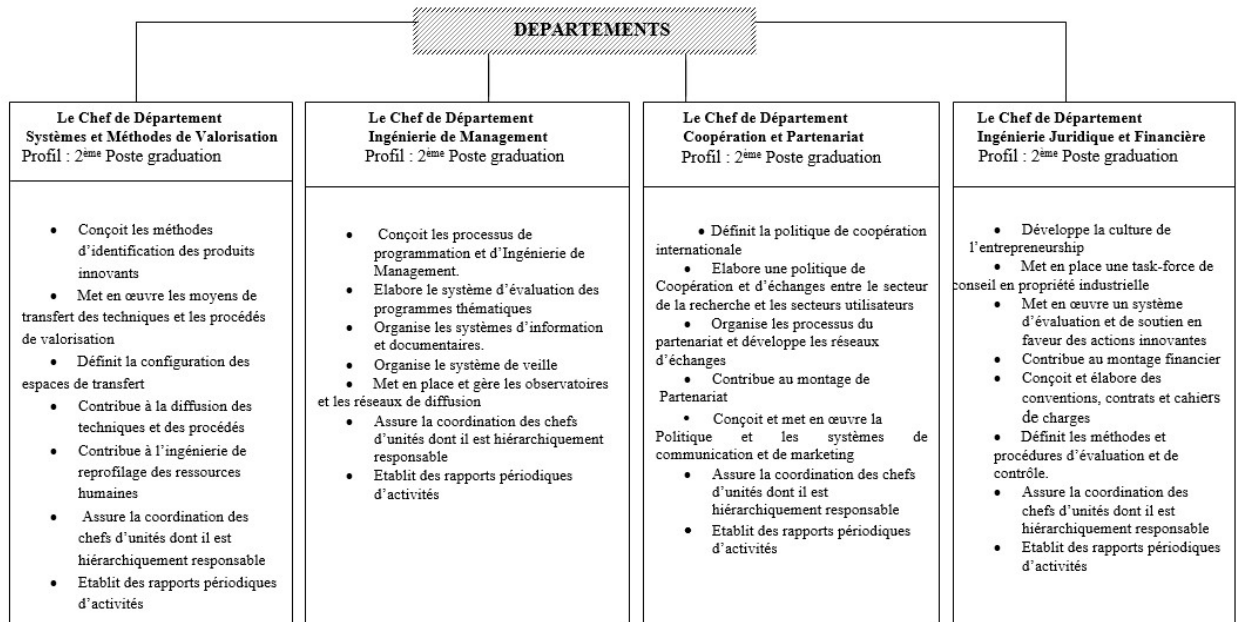 DEPARTEMENTS
Le Chef de Département
Systèmes et Méthodes de Valorisation
Profil : 2ème Poste graduation
• Conçoit les méthodes
d’identification des produits
innovants
• Met en œuvre les moyens de
transfert des techniques et les procédés
de valorisation
• Définit la configuration des
espaces de transfert
• Contribue à la diffusion des
techniques et des procédés
• Contribue à l’ingénierie de
reprofilage des ressources
humaines
• Assure la coordination des
chefs d’unités dont il est
hiérarchiquement responsable
• Etablit des rapports périodiques
d’activités
Le Chef de Département
Ingénierie de Management
Profil : 2ème Poste graduation
• Conçoit les processus de
programmation et d’Ingénierie de
Management.
• Elabore le système d’évaluation des
programmes thématiques
• Organise les systèmes d’information
et documentaires.
• Organise le système de veille
• Met en place et gère les observatoires
et les réseaux de diffusion
• Assure la coordination des chefs
d’unités dont il est hiérarchiquement
responsable
• Etablit des rapports périodiques
d’activités
Le Chef de Département
Coopération et Partenariat
Profil : 2ème Poste graduation
• Définit la politique de coopération
internationale
• Elabore une politique de
Coopération et d’échanges entre le secteur
de la recherche et les secteurs utilisateurs
• Organise les processus du
partenariat et développe les réseaux
d’échanges
• Contribue au montage de
Partenariat
• Conçoit et met en œuvre la
Politique et les systèmes de
communication et de marketing
• Assure la coordination des chefs
d’unités dont il est
hiérarchiquement responsable
• Etablit des rapports périodiques
d’activités
Le Chef de Département
Ingénierie Juridique et Financière
Profil : 2ème Poste graduation
• Développe la culture de
l’entrepreneurship
• Met en place une task-force de
conseil en propriété industrielle
• Met en œuvre un système
d’évaluation et de soutien en
faveur des actions innovantes
• Contribue au montage financier
• Conçoit et élabore des
conventions, contrats et cahiers
de charges
• Définit les méthodes et
procédures d’évaluation et de
contrôle.
• Assure la coordination des
chefs d’unités dont il est
hiérarchiquement responsable
• Etablit des rapports périodiques
d’activités